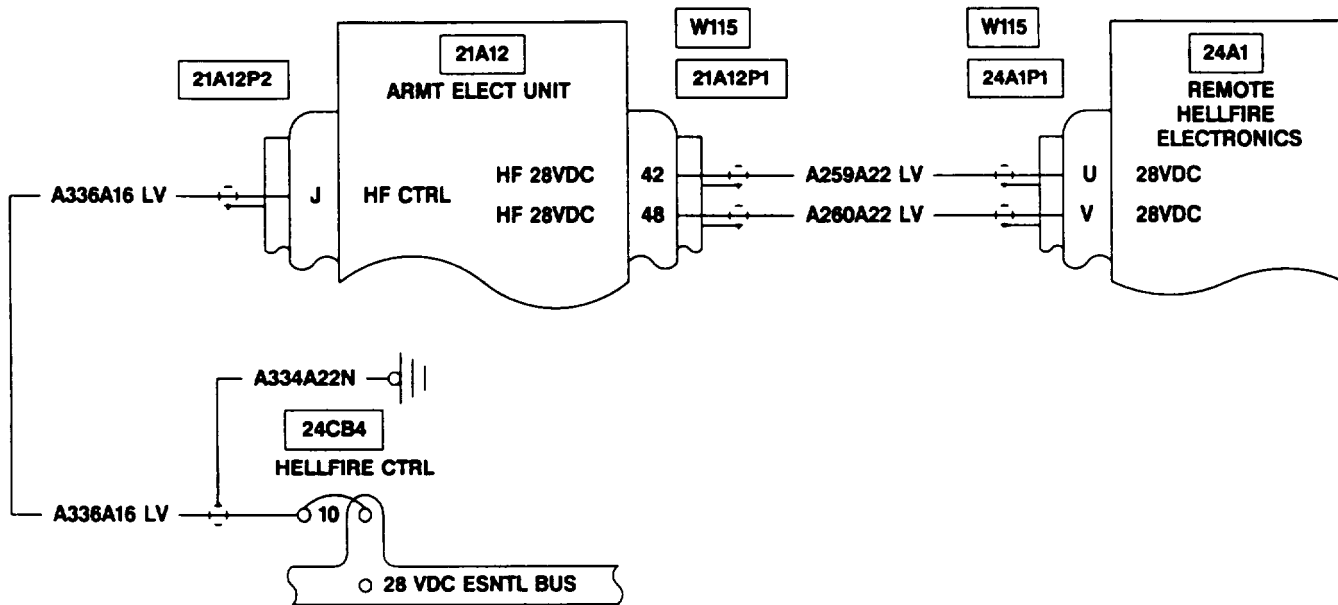 W115
W115
21A12P2
21A12
21A12P1
24A1P1
24A1
ARMT ELECT UNIT
REMOTE
HELLFIRE
ELECTRONICS
A336A16 LV
J
HF CTRL
HF 28VDC
42
A259A22 LV
U
28VDC
HF 28VDC
48
A260A22 LV
V
28VDC
A334A22N
24CB4
HELLFIRE CTRL
A336A16 LV
10
28 VDC ESNTL BUS